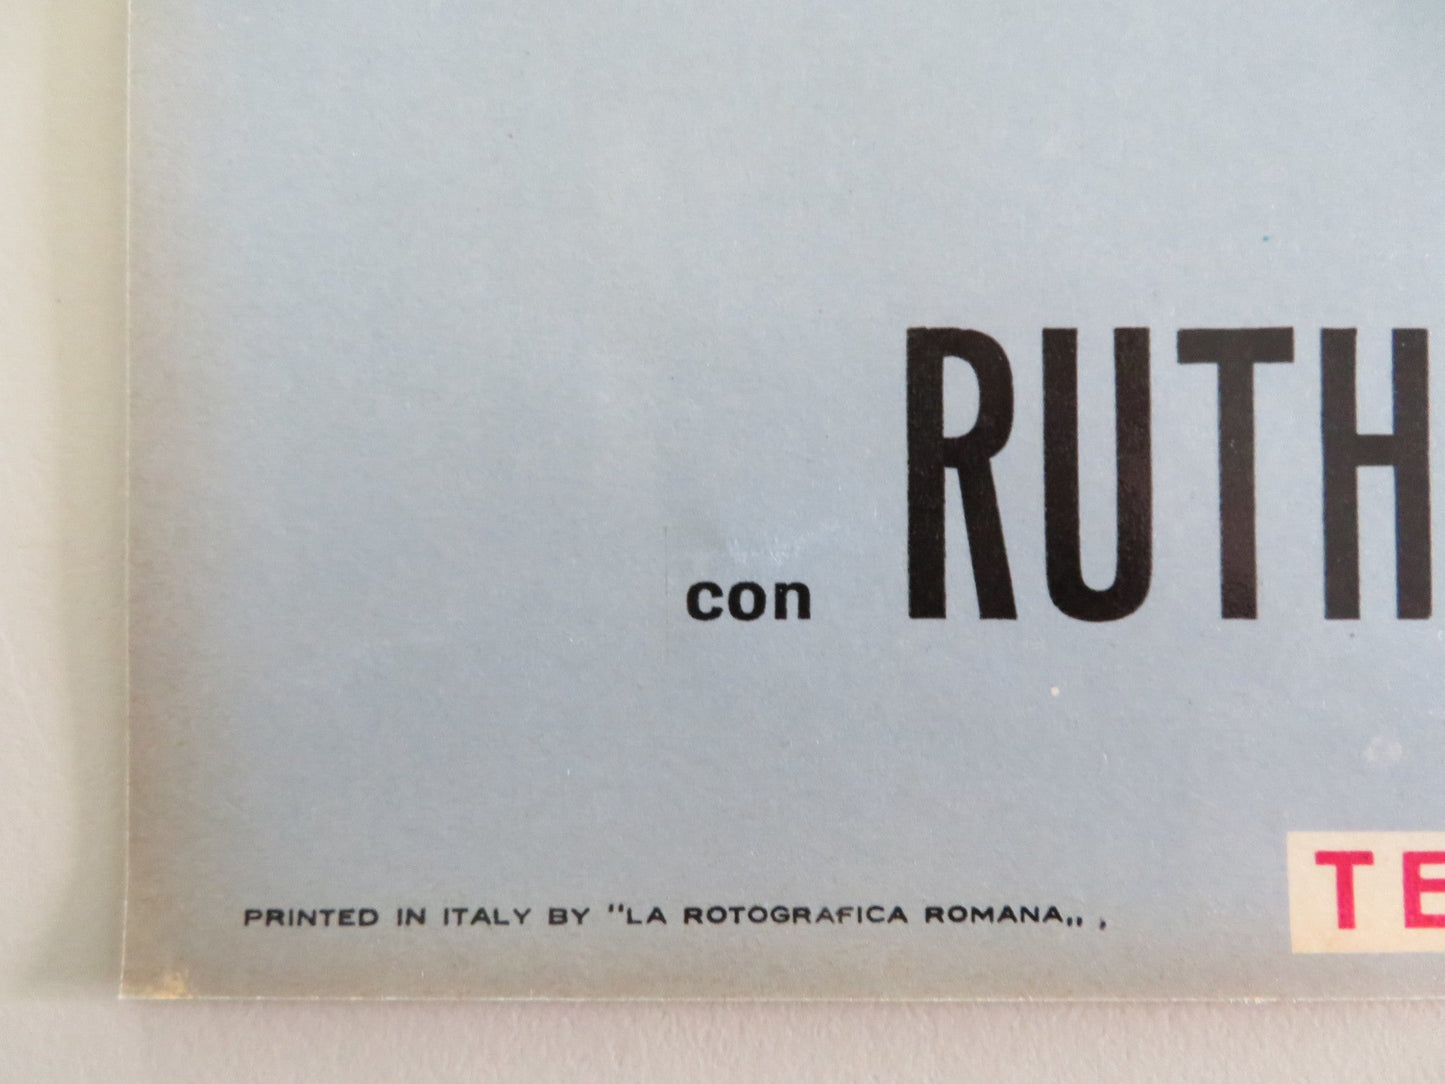 con RUTH
TE
PRINTED IN ITALY BY "LA ROTOGRAFICA ROMANA„ ,